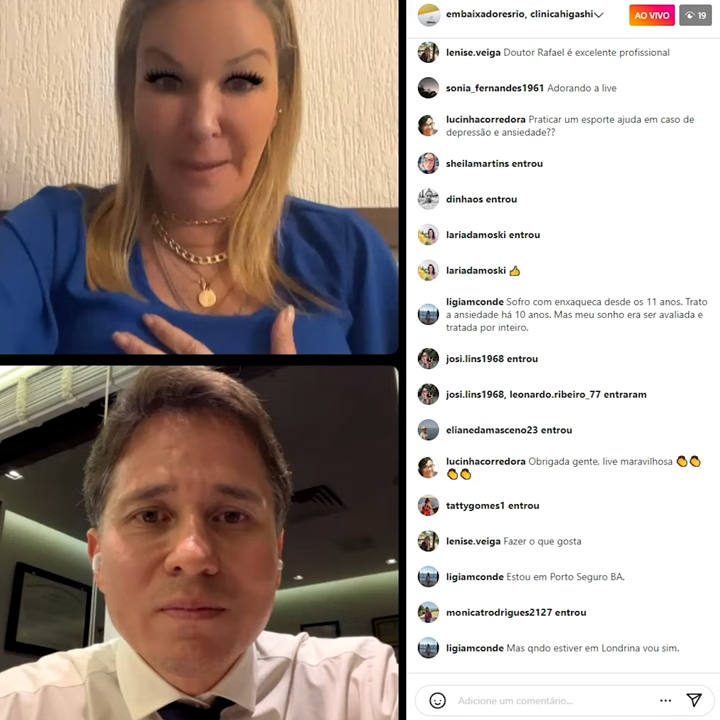 embaixadoresrio, clinicahigashi
AO VIVO
19
lenise.veiga Doutor Rafael é excelente profissional
sonia_fernandes1961 Adorando a live
lucinhacorredora Praticar um esporte ajuda em caso de
depressão e ansiedade??
sheilamartins entrou
dinhaos entrou
lariadamoski entrou
lariadamoski 👍
ligiamconde Sofro com enxaqueca desde os 11 anos. Trato
a ansiedade há 10 anos. Mas meu sonho era ser avaliada e
tratada por inteiro.
josi.lins1968 entrou
josi.lins1968, leonardo.ribeiro_77 entraram
elianedamasceno23 entrou
lucinhacorredora Obrigada gente, live maravilhosa 👏👏
👏👏
tattygomes1 entrou
lenise.veiga Fazer o que gosta
ligiamconde Estou em Porto Seguro BA.
monicatrodrigues2127 entrou
ligiamconde Mas qndo estiver em Londrina vou sim.
Adicione um comentário...